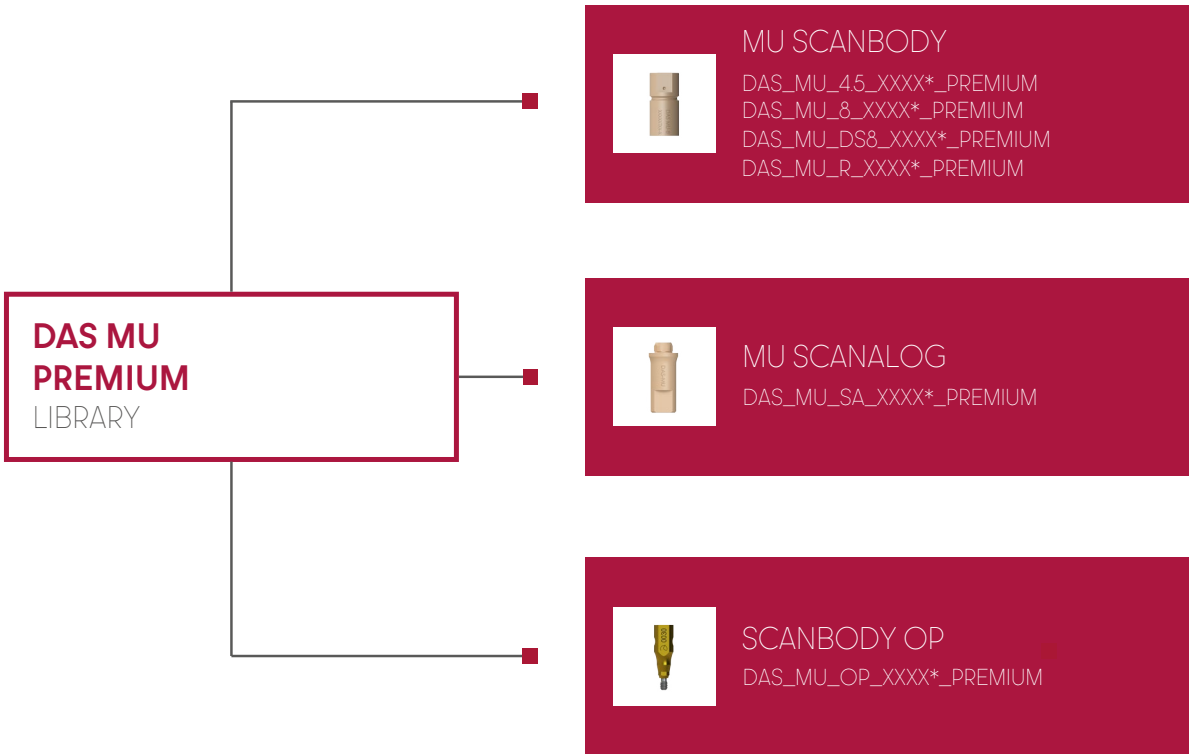 MU SCANBODY
DAS_MU_4.5_XXXX*_PREMIUM
DAS_MU_8_XXXX*_PREMIUM
DAS_MU_DS8_XXXX*_PREMIUM
DAS_MU_R_XXXX*_PREMIUM
DAS MU
PREMIUM
LIBRARY
MU SCANALOG
DAS_MU_SA_XXXX*_PREMIUM
SCANBODY OP
DAS_MU_OP_XXXX*_PREMIUM